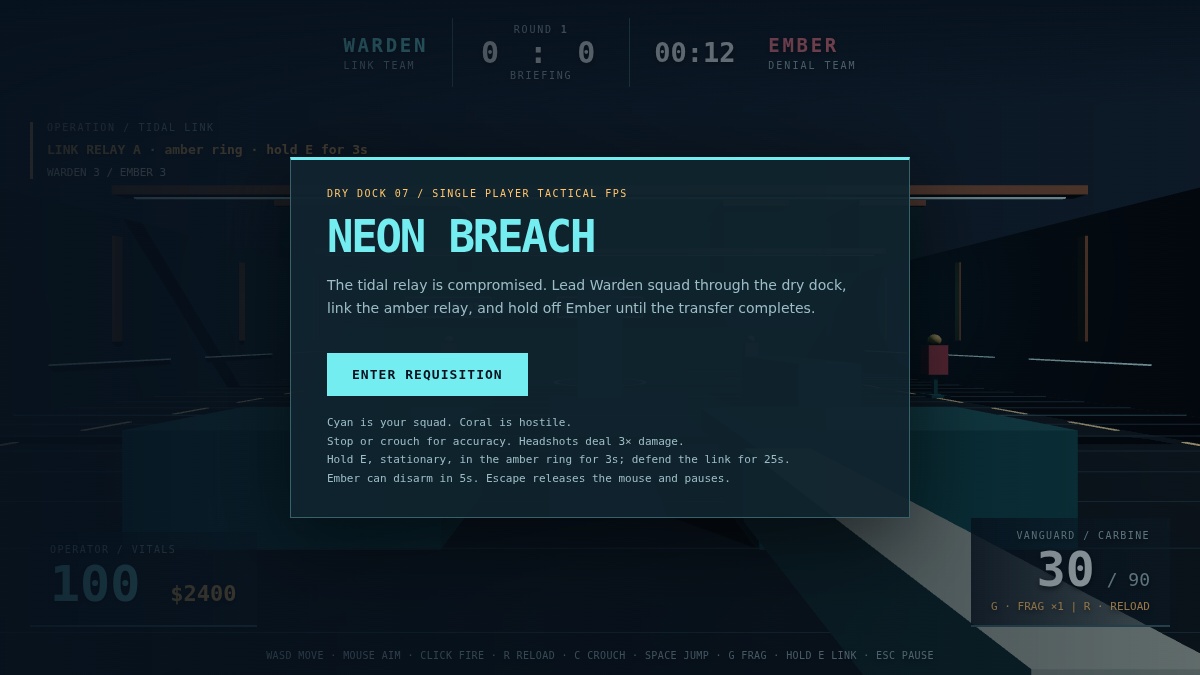 WARDEN
LINK TEAM
ROUND 1
0 : 0
BRIEFING
00:12
EMBER
DENIAL TEAM
OPERATION / TIDAL LINK
LINK RELAY A · amber ring · hold E for 3s
WARDEN 3 / EMBER 3
DRY DOCK 07 / SINGLE PLAYER TACTICAL FPS
NEON BREACH
The tidal relay is compromised. Lead Warden squad through the dry dock,
link the amber relay, and hold off Ember until the transfer completes.
ENTER REQUISITION
Cyan is your squad. Coral is hostile.
Stop or crouch for accuracy. Headshots deal 3× damage.
Hold E, stationary, in the amber ring for 3s; defend the link for 25s.
Ember can disarm in 5s. Escape releases the mouse and pauses.
OPERATOR / VITALS
100 $2400
VANGUARD / CARBINE
30 / 90
G · FRAG ×1 | R · RELOAD
WASD MOVE · MOUSE AIM · CLICK FIRE · R RELOAD · C CROUCH · SPACE JUMP · G FRAG · HOLD E LINK · ESC PAUSE